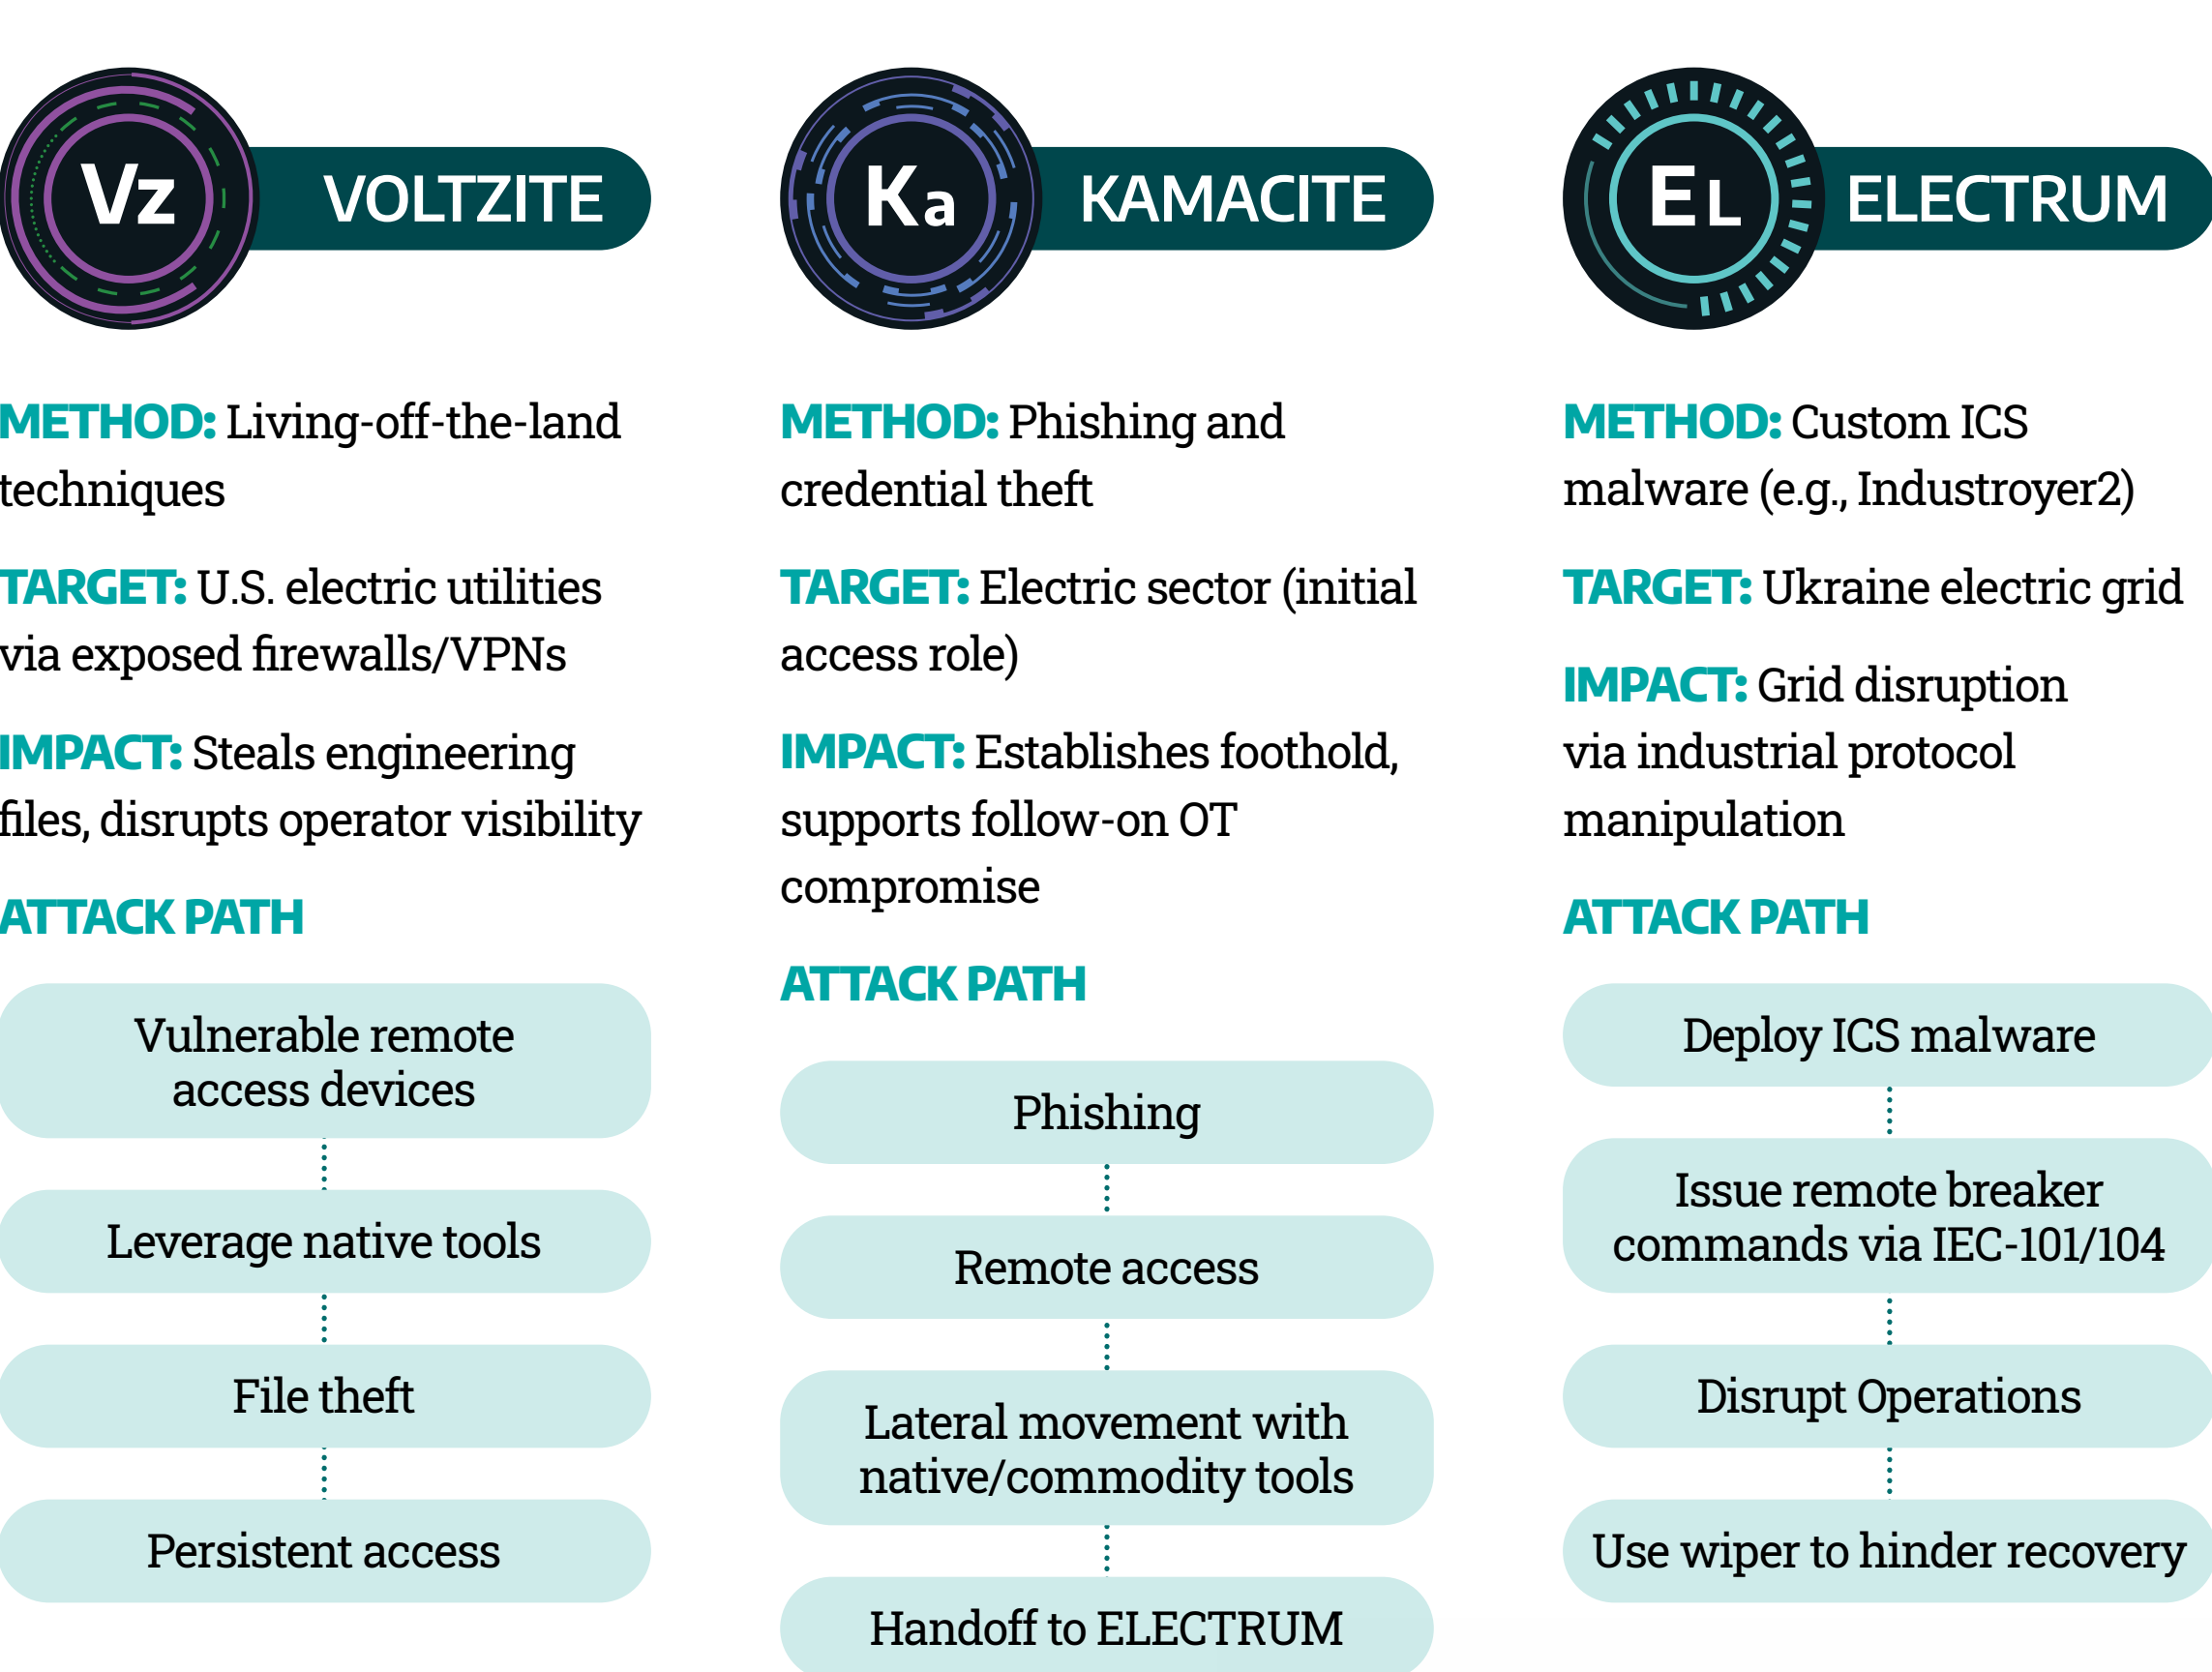 Vz
VOLTZITE
METHOD: Living-off-the-land
techniques
TARGET: U.S. electric utilities
via exposed firewalls/VPNs
IMPACT: Steals engineering
files, disrupts operator visibility
ATTACK PATH
Vulnerable remote
access devices
Leverage native tools
File theft
Persistent access
Ka
KAMACITE
METHOD: Phishing and
credential theft
TARGET: Electric sector (initial
access role)
IMPACT: Establishes foothold,
supports follow-on OT
compromise
ATTACK PATH
Phishing
Remote access
Lateral movement with
native/commodity tools
Handoff to ELECTRUM
EL
ELECTRUM
METHOD: Custom ICS
malware (e.g., Industroyer2)
TARGET: Ukraine electric grid
IMPACT: Grid disruption
via industrial protocol
manipulation
ATTACK PATH
Deploy ICS malware
Issue remote breaker
commands via IEC-101/104
Disrupt Operations
Use wiper to hinder recovery